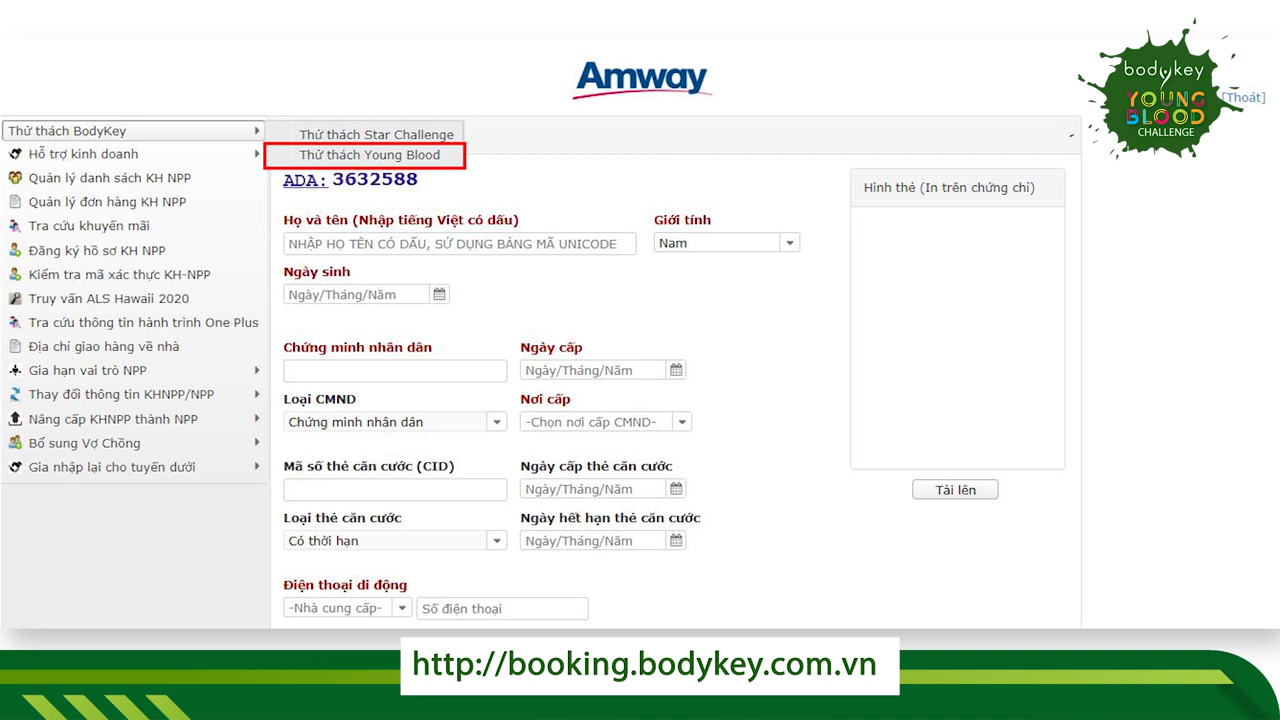 Amway
bodykey
YOUNG
BLOOD
CHALLENGE
[Thoát]
Thử thách BodyKey
Thử thách Star Challenge
Thử thách Young Blood
Hỗ trợ kinh doanh
Quản lý danh sách KH NPP
Quản lý đơn hàng KH NPP
Tra cứu khuyến mãi
Đăng ký hồ sơ KH NPP
Kiểm tra mã xác thực KH-NPP
Truy vấn ALS Hawaii 2020
Tra cứu thông tin hành trình One Plus
Địa chỉ giao hàng về nhà
Gia hạn vai trò NPP
Thay đổi thông tin KHNPP/NPP
Nâng cấp KHNPP thành NPP
Bổ sung Vợ Chồng
Gia nhập lại cho tuyến dưới
ADA: 3632588
Họ và tên (Nhập tiếng Việt có dấu)
Giới tính
NHẬP HỌ TÊN CÓ DẤU, SỬ DỤNG BẢNG MÃ UNICODE
Nam
Ngày sinh
Ngày/Tháng/Năm
Chứng minh nhân dân
Ngày cấp
Ngày/Tháng/Năm
Loại CMND
Nơi cấp
Chứng minh nhân dân
-Chọn nơi cấp CMND-
Mã số thẻ căn cước (CID)
Ngày cấp thẻ căn cước
Ngày/Tháng/Năm
Loại thẻ căn cước
Ngày hết hạn thẻ căn cước
Có thời hạn
Ngày/Tháng/Năm
Điện thoại di động
-Nhà cung cấp-
Số điện thoại
Hình thẻ (In trên chứng chỉ)
Tải lên
http://booking.bodykey.com.vn